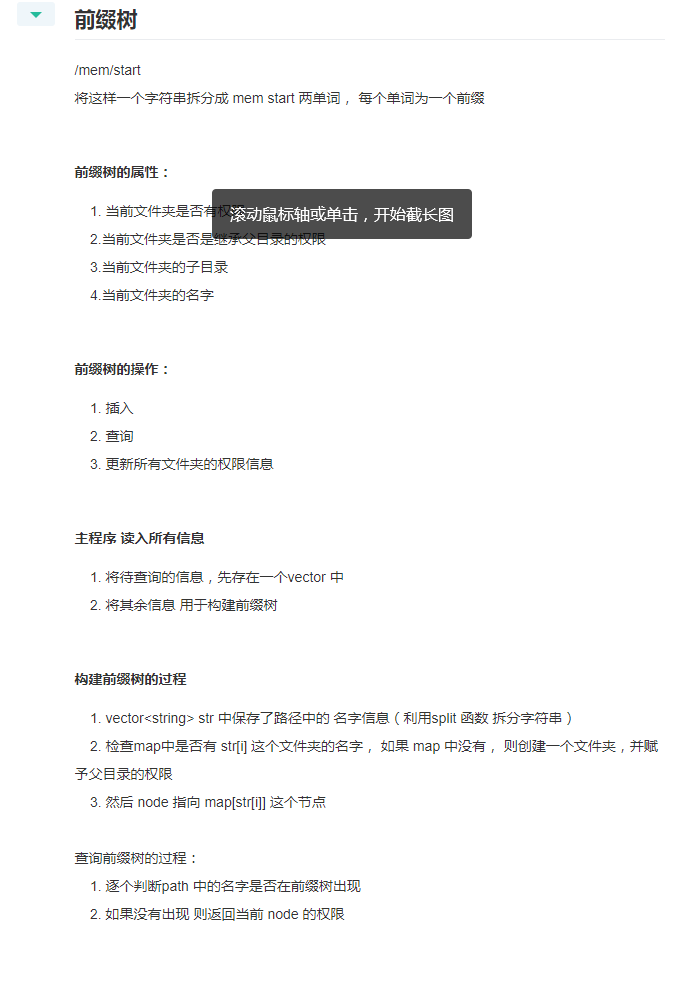 前缀树
/mem/start
将这样一个字符串拆分成 mem start 两单词， 每个单词为一个前缀
前缀树的属性：
1. 当前文件夹是否有权限
滚动鼠标轴或单击，开始截长图
2.当前文件夹是否是继承父目录的权限
3.当前文件夹的子目录
4.当前文件夹的名字
前缀树的操作：
1. 插入
2. 查询
3. 更新所有文件夹的权限信息
主程序 读入所有信息
1. 将待查询的信息，先存在一个vector 中
2. 将其余信息 用于构建前缀树
构建前缀树的过程
1. vector<string> str 中保存了路径中的 名字信息（利用split 函数 拆分字符串）
2. 检查map中是否有 str[i] 这个文件夹的名字， 如果 map 中没有， 则创建一个文件夹，并赋
予父目录的权限
3. 然后 node 指向 map[str[i]] 这个节点
查询前缀树的过程：
1. 逐个判断path 中的名字是否在前缀树出现
2. 如果没有出现 则返回当前 node 的权限